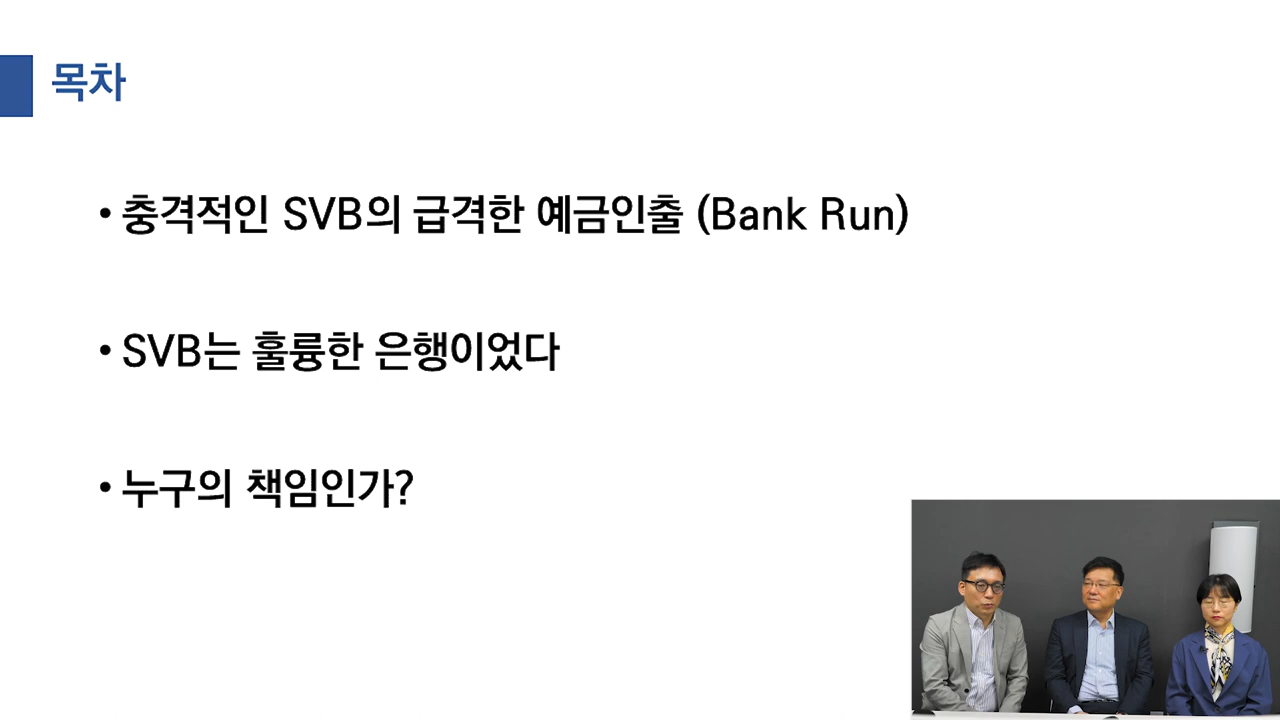 목차
• 충격적인 SVB의 급격한 예금인출 (Bank Run)
• SVB는 훌륭한 은행이었다
• 누구의 책임인가?